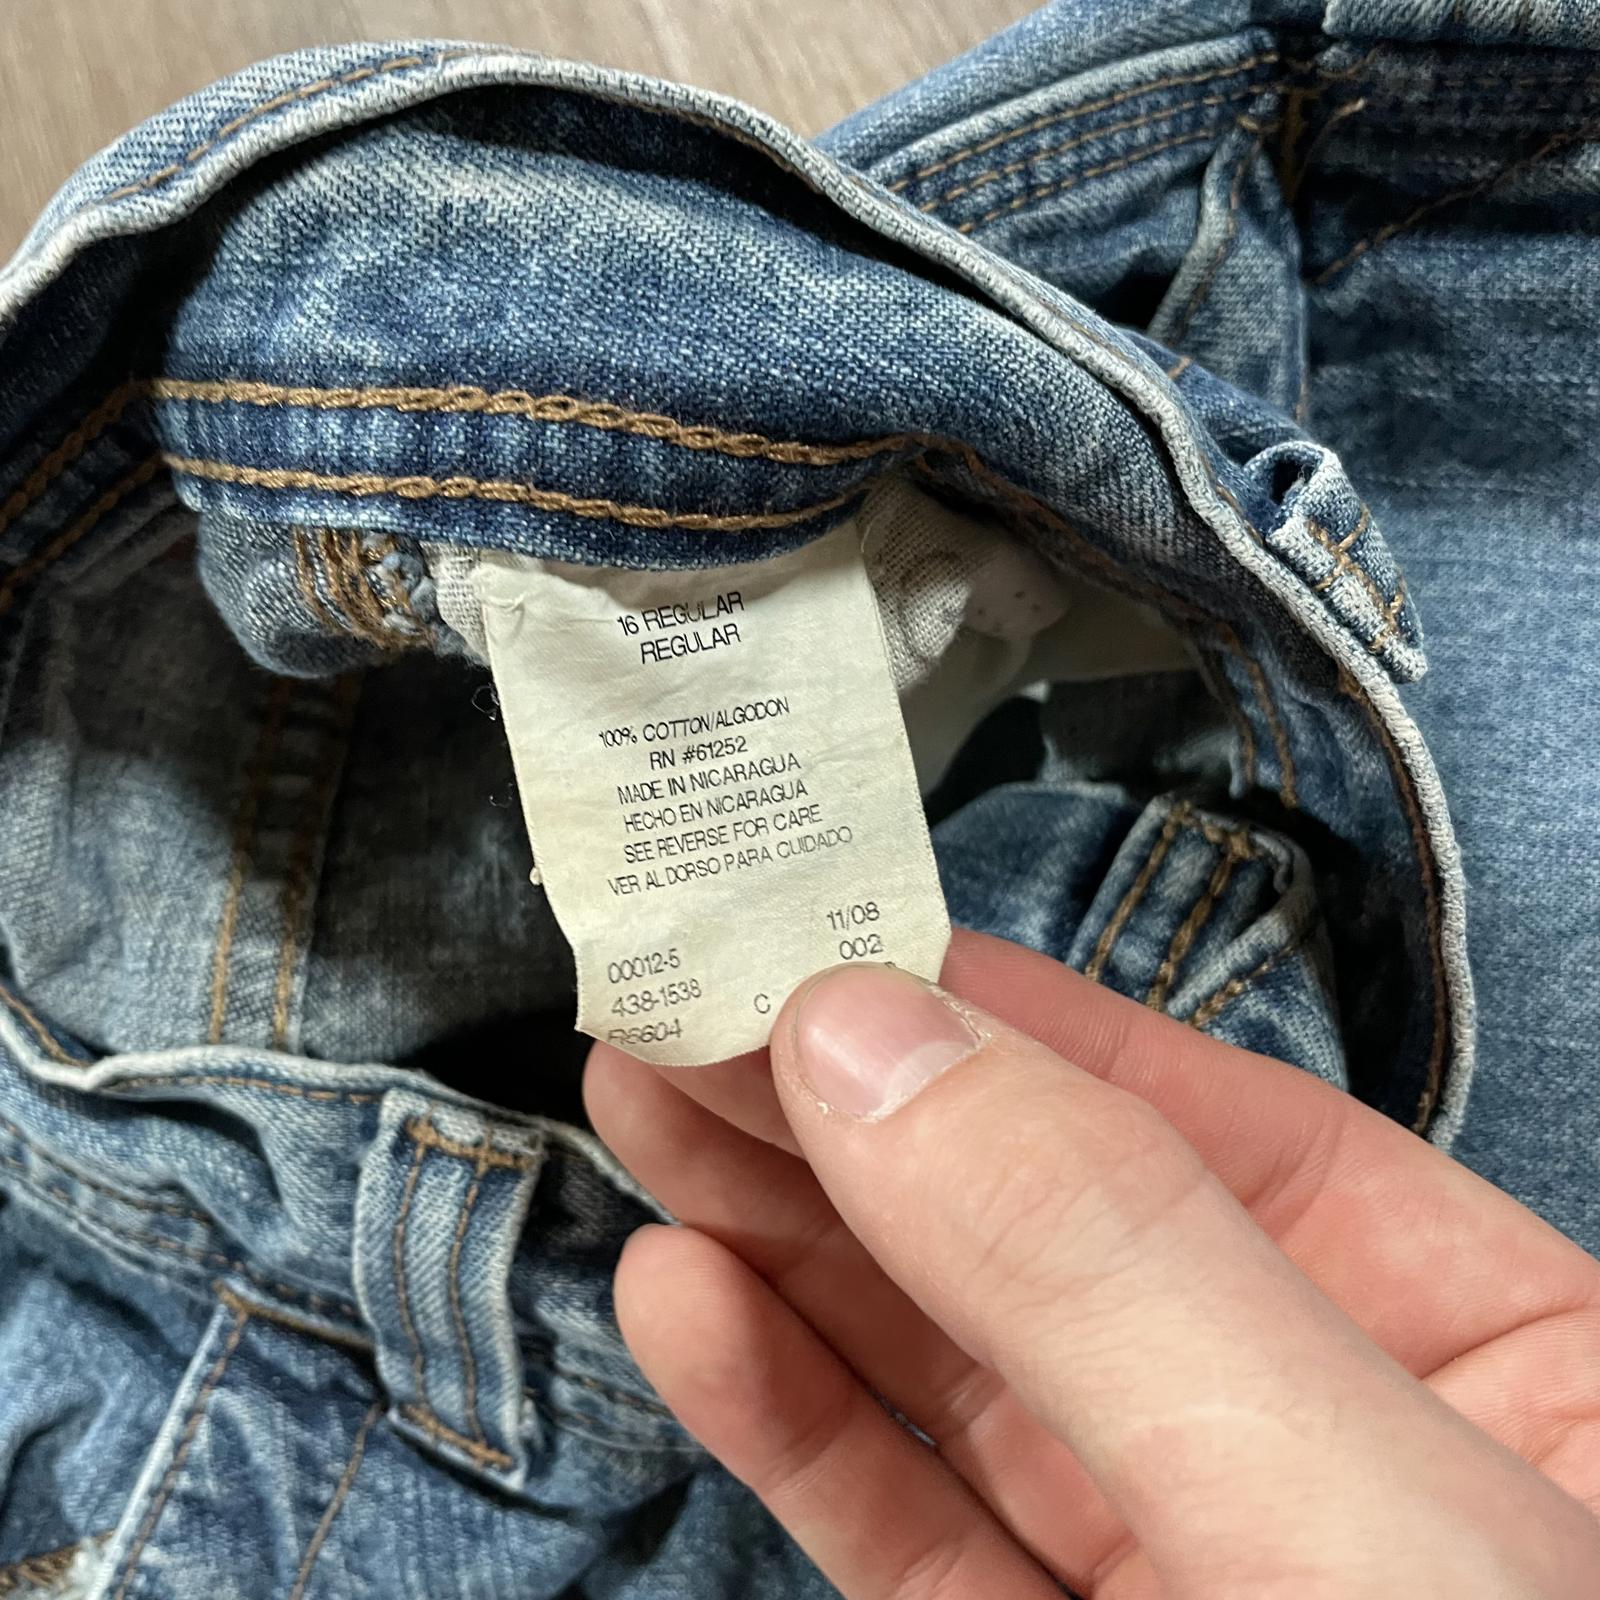 16 REGULAR
REGULAR
100% COTTON/ALGODON
RN #61252
MADE IN NICARAGUA
HECHO EN NICARAGUA
SEE REVERSE FOR CARE
VER AL DORSO PARA CUIDADO
11/08
00012-5 002
438-1538 C